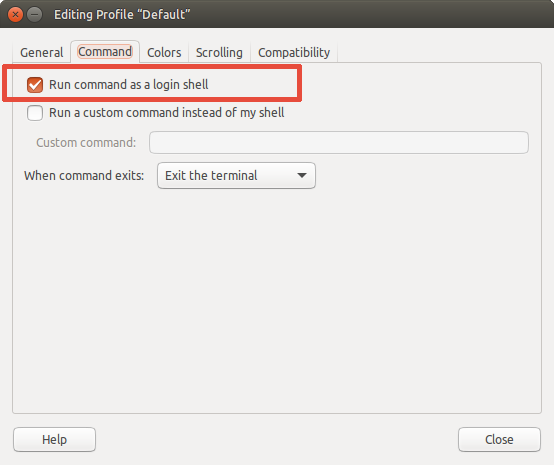 Editing Profile “Default”
General Command Colors Scrolling Compatibility
Run command as a login shell
Run a custom command instead of my shell
Custom command:
When command exits: Exit the terminal
Help Close